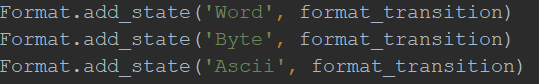 Format.add_state('Word', format_transition)
Format.add_state('Byte', format_transition)
Format.add_state('Ascii', format_transition)